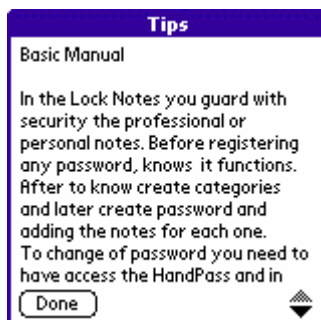 Tips
Basic Manual
In the Lock Notes you guard with
security the professional or
personal notes. Before registering
any password, knows it functions.
After to know create categories
and later create password and
adding the notes for each one.
To change of password you need to
have access the HandPass and in
Done